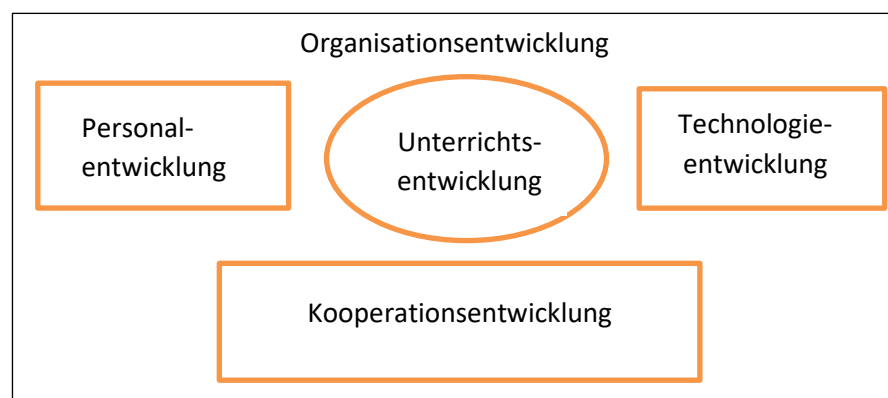 Organisationsentwicklung
Personal-
entwicklung
Unterrichts-
entwicklung
Technologie-
entwicklung
Kooperationsentwicklung